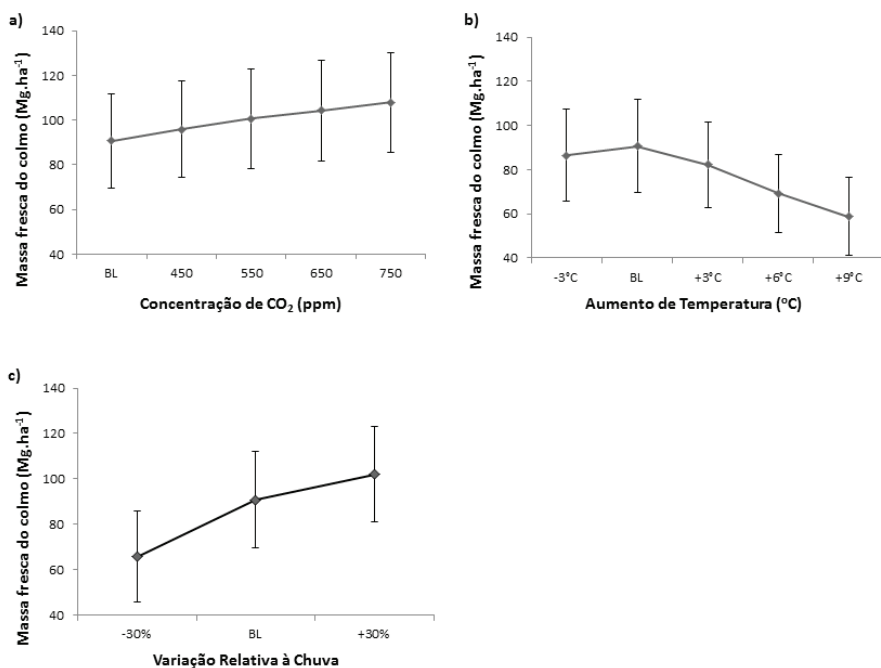 a)
Massa fresca do colmo (Mg.ha⁻¹)
140
120
100
80
60
40
BL 450 550 650 750
Concentração de CO₂ (ppm)
b)
Massa fresca do colmo (Mg.ha⁻¹)
140
120
100
80
60
40
-3°C BL +3°C +6°C +9°C
Aumento de Temperatura (°C)
c)
Massa fresca do colmo (Mg.ha⁻¹)
140
120
100
80
60
40
-30% BL +30%
Variação Relativa à Chuva